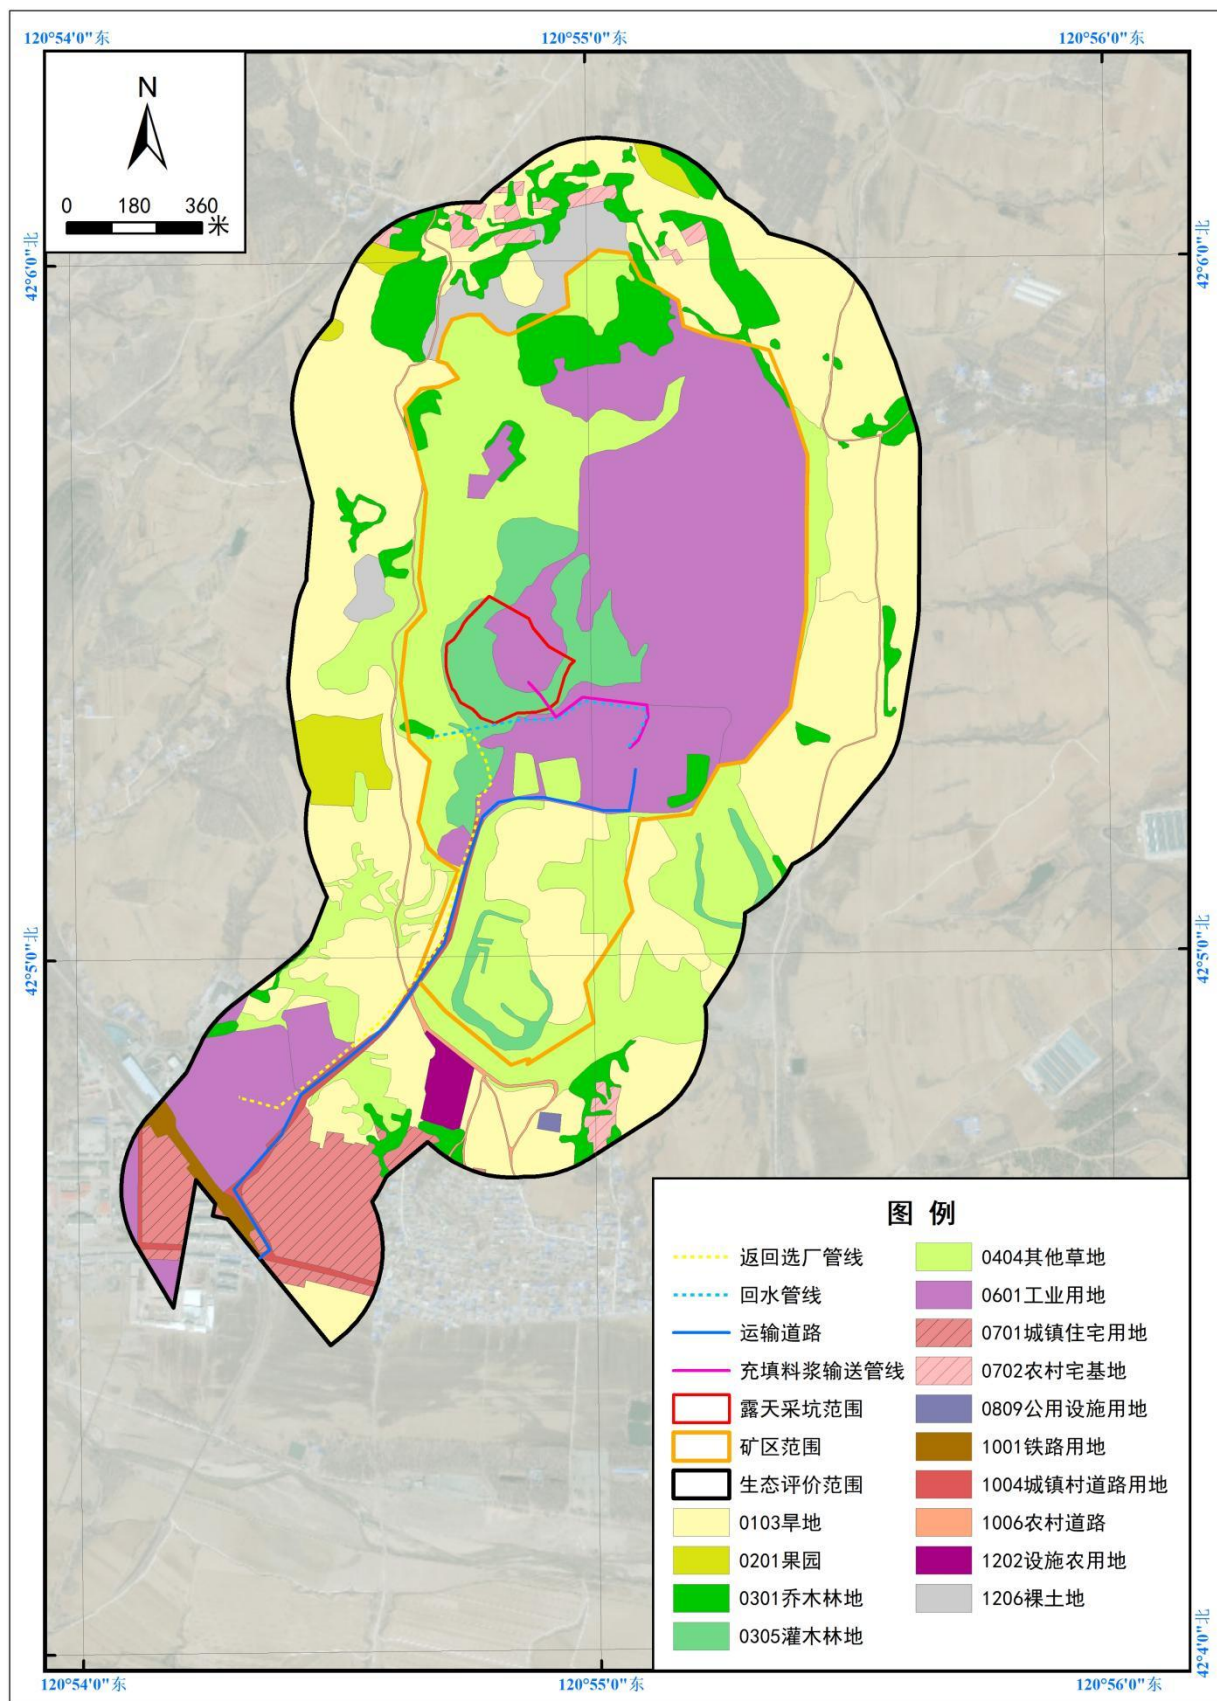 120°54'0"东
120°55'0"东
120°56'0"东
N
0 180 360
米
42°6'0"北
42°6'0"北
42°5'0"北
42°5'0"北
图 例
返回选厂管线
回水管线
运输道路
充填料浆输送管线
露天采坑范围
矿区范围
生态评价范围
0103旱地
0201果园
0301乔木林地
0305灌木林地
0404其他草地
0601工业用地
0701城镇住宅用地
0702农村宅基地
0809公用设施用地
1001铁路用地
1004城镇村道路用地
1006农村道路
1202设施农用地
1206裸土地
42°4'0"北
120°54'0"东
120°55'0"东
120°56'0"东